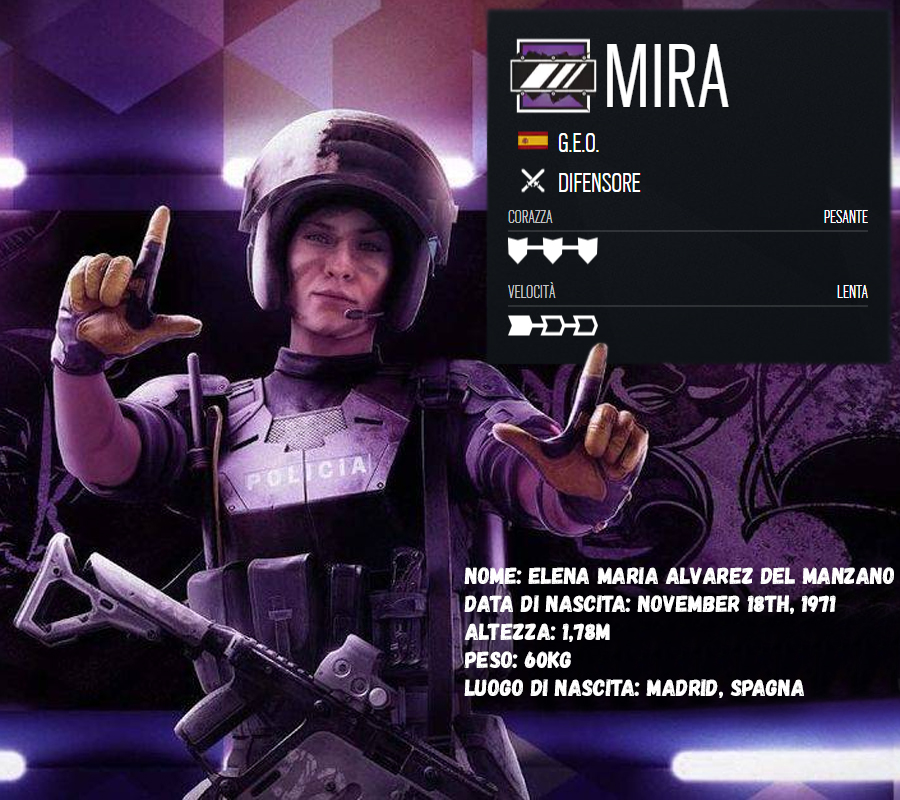 MIRA
G.E.O.
DIFENSORE
CORAZZA PESANTE
VELOCITÀ LENTA
POLICIA
NOME: ELENA MARIA ALVAREZ DEL MANZANO
DATA DI NASCITA: NOVEMBER 18TH, 1971
ALTEZZA: 1,78M
PESO: 60KG
LUOGO DI NASCITA: MADRID, SPAGNA